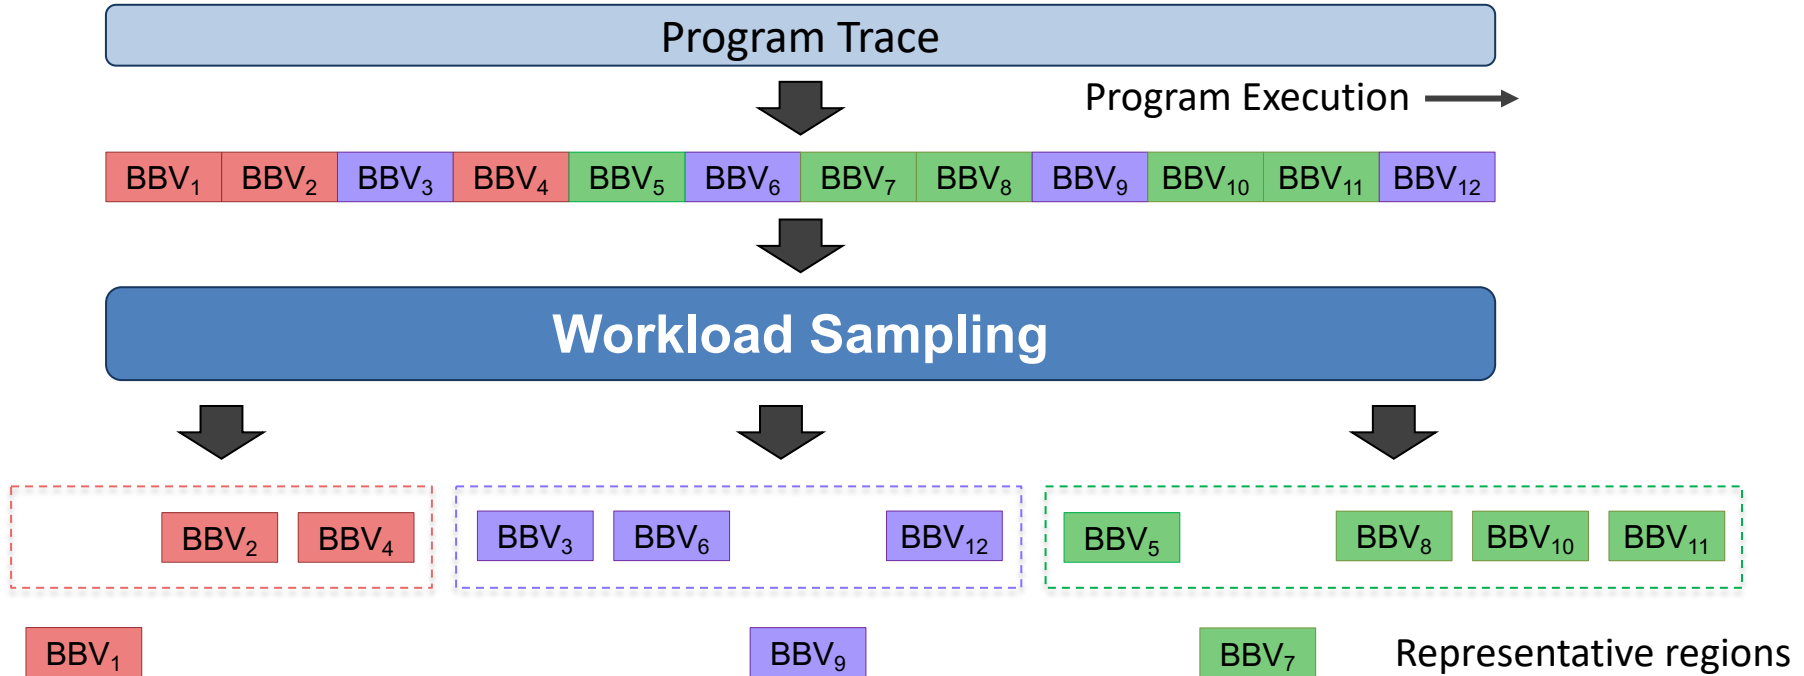 Program Trace
Program Execution
BBV₁ BBV₂ BBV₃ BBV₄ BBV₅ BBV₆ BBV₇ BBV₈ BBV₉ BBV₁₀ BBV₁₁ BBV₁₂
Workload Sampling
BBV₂ BBV₄ BBV₃ BBV₆ BBV₁₂ BBV₅ BBV₈ BBV₁₀ BBV₁₁
BBV₁ BBV₉ BBV₇ Representative regions